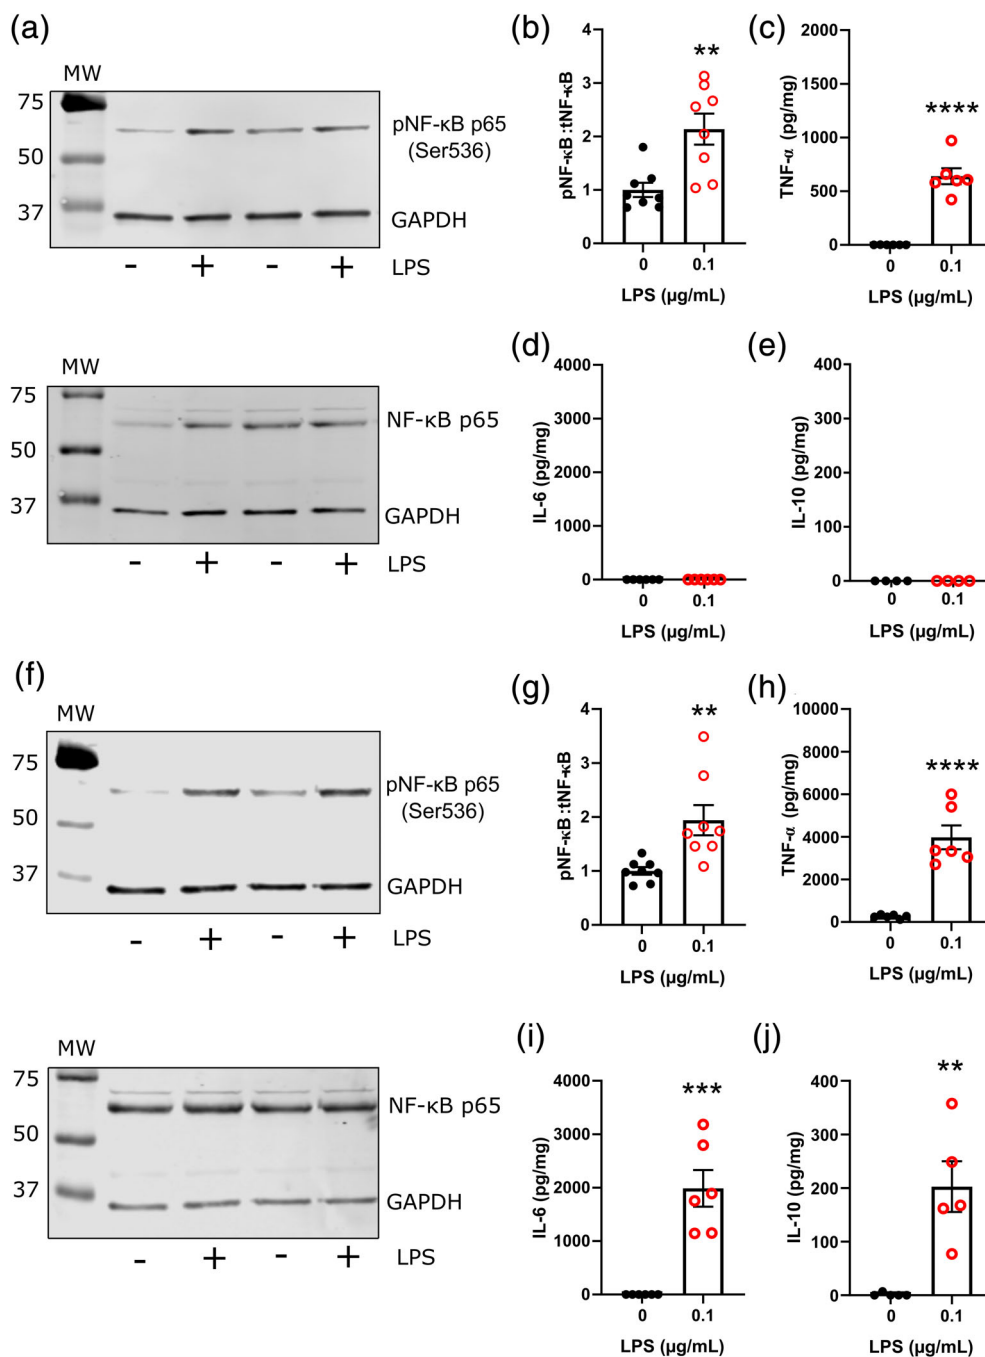 (a)
MW
75
50
37
pNF-κB p65
(Ser536)
GAPDH
- + - + LPS
(b)
pNF-κB:tNF-κB
4
3
2
1
0
**
0 0.1
LPS (µg/mL)
(c)
TNF-α (pg/mg)
2000
1500
1000
500
0
****
0 0.1
LPS (µg/mL)
MW
75
50
37
NF-κB p65
GAPDH
- + - + LPS
(d)
IL-6 (pg/mg)
4000
3000
2000
1000
0
0 0.1
LPS (µg/mL)
(e)
IL-10 (pg/mg)
400
300
200
100
0
0 0.1
LPS (µg/mL)
(f)
MW
75
50
37
pNF-κB p65
(Ser536)
GAPDH
- + - + LPS
(g)
pNF-κB:tNF-κB
4
3
2
1
0
**
0 0.1
LPS (µg/mL)
(h)
TNF-α (pg/mg)
10000
8000
6000
4000
2000
0
****
0 0.1
LPS (µg/mL)
MW
75
50
37
NF-κB p65
GAPDH
- + - + LPS
(i)
IL-6 (pg/mg)
4000
3000
2000
1000
0
***
0 0.1
LPS (µg/mL)
(j)
IL-10 (pg/mg)
400
300
200
100
0
**
0 0.1
LPS (µg/mL)